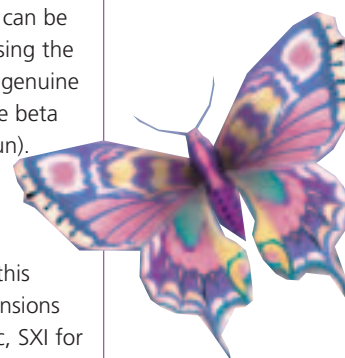 can be
sing the
genuine
e beta
un).
this
nsions
c, SXI for